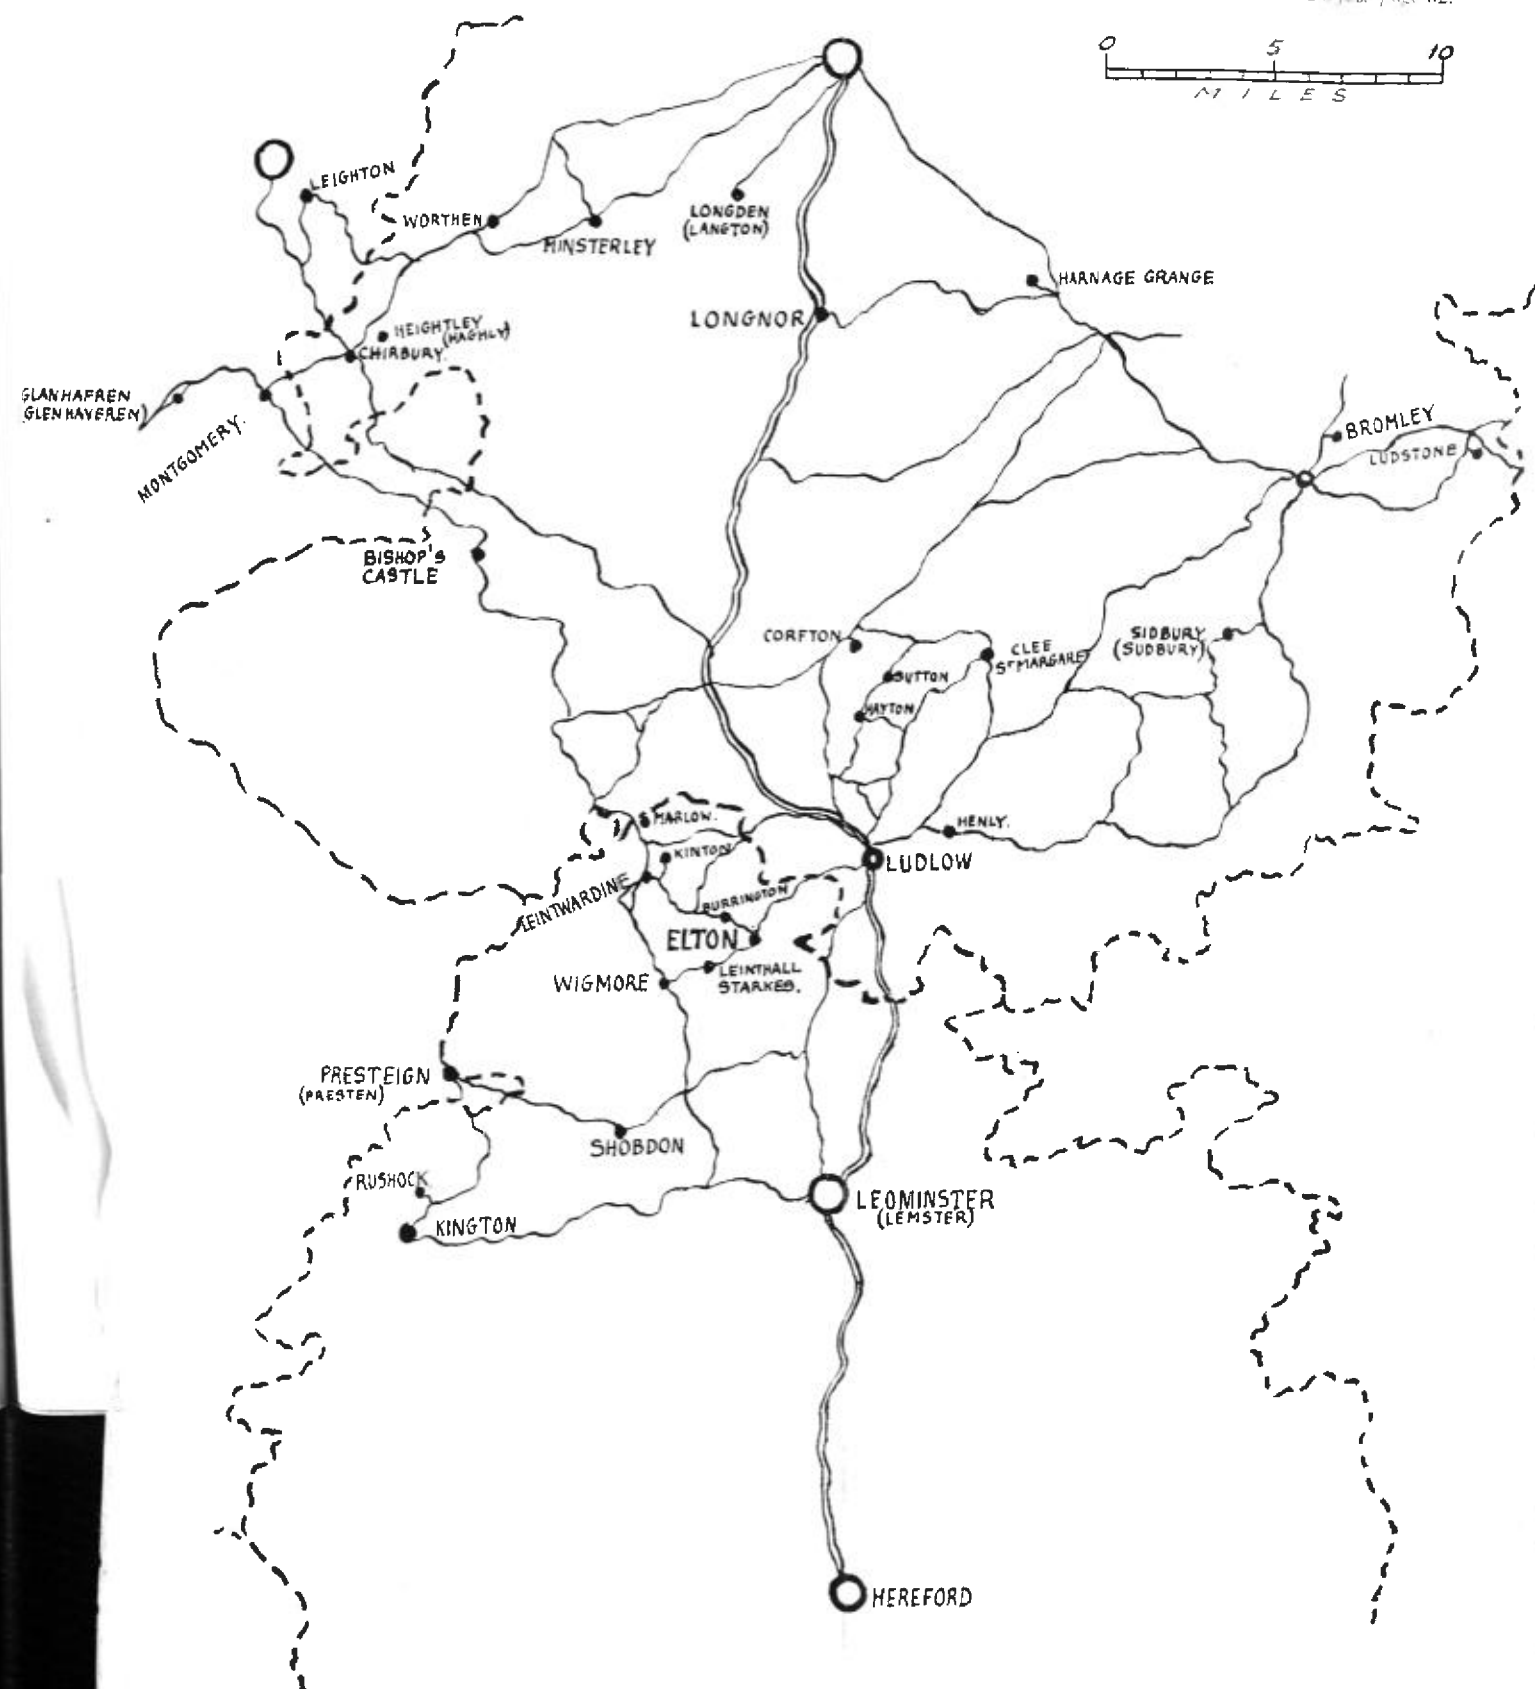 0 5 10
MILES
LEIGHTON
WORTHEN
MINSTERLEY
LONGDEN
(LANGTON)
HARNAGE GRANGE
LONGNOR
HEIGHTLEY
(HAGHLY)
CHIRBURY.
GLANHAFREN
GLENHAVEREN)
MONTGOMERY.
BROMLEY
LUDSTONE
BISHOP'S
CASTLE
CORFTON
CLEE
ST MARGARET
SIDBURY
(SUDBURY)
SUTTON
HAYTON
MARLOW.
HENLY.
KINTON
LUDLOW
LEINTWARDINE
BURRINGTON
ELTON
LEINTHALL
STARKES.
WIGMORE
PRESTEIGN
(PRESTEN)
SHOBDON
RUSHOCK
KINGTON
LEOMINSTER
(LEMSTER)
HEREFORD